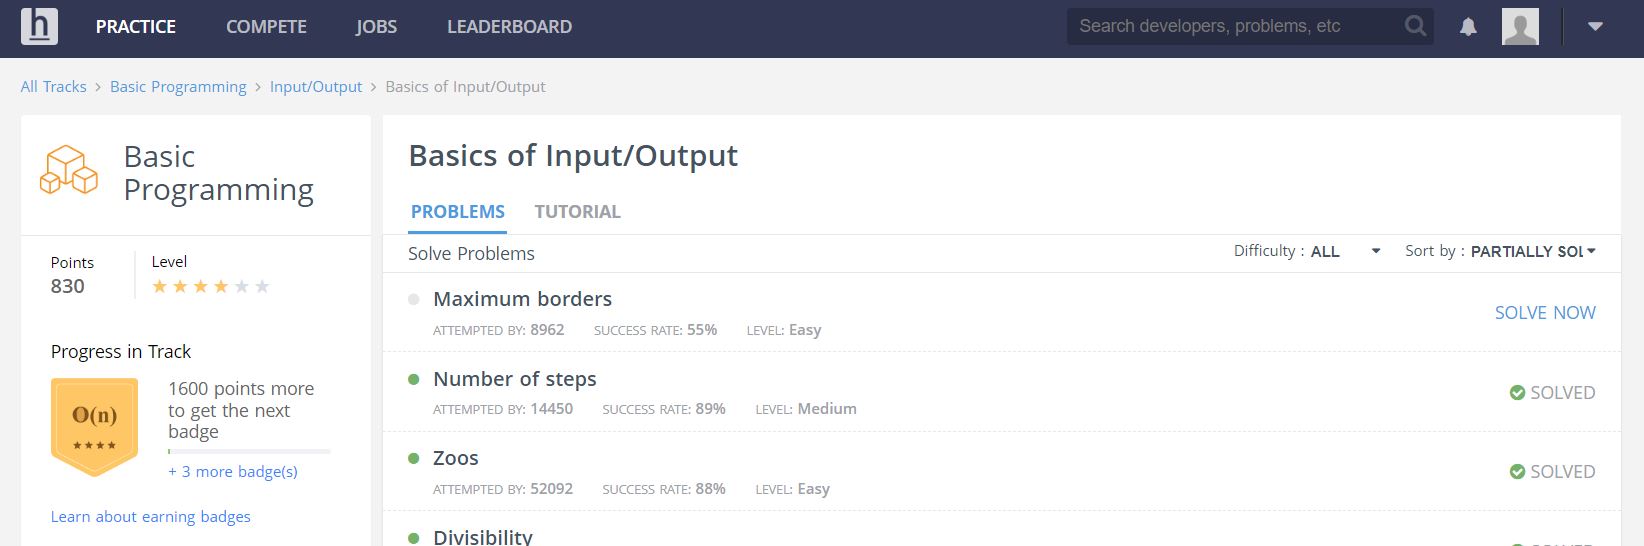 h PRACTICE COMPETE JOBS LEADERBOARD Search developers, problems, etc
All Tracks > Basic Programming > Input/Output > Basics of Input/Output
Basic
Programming
Points
830
Level
Progress in Track
O(n)
1600 points more
to get the next
badge
+ 3 more badge(s)
Learn about earning badges
Basics of Input/Output
PROBLEMS TUTORIAL
Solve Problems Difficulty : ALL Sort by : PARTIALLY SOL
Maximum borders
ATTEMPTED BY: 8962 SUCCESS RATE: 55% LEVEL: Easy
SOLVE NOW
Number of steps
ATTEMPTED BY: 14450 SUCCESS RATE: 89% LEVEL: Medium
SOLVED
Zoos
ATTEMPTED BY: 52092 SUCCESS RATE: 88% LEVEL: Easy
SOLVED
Divisibility